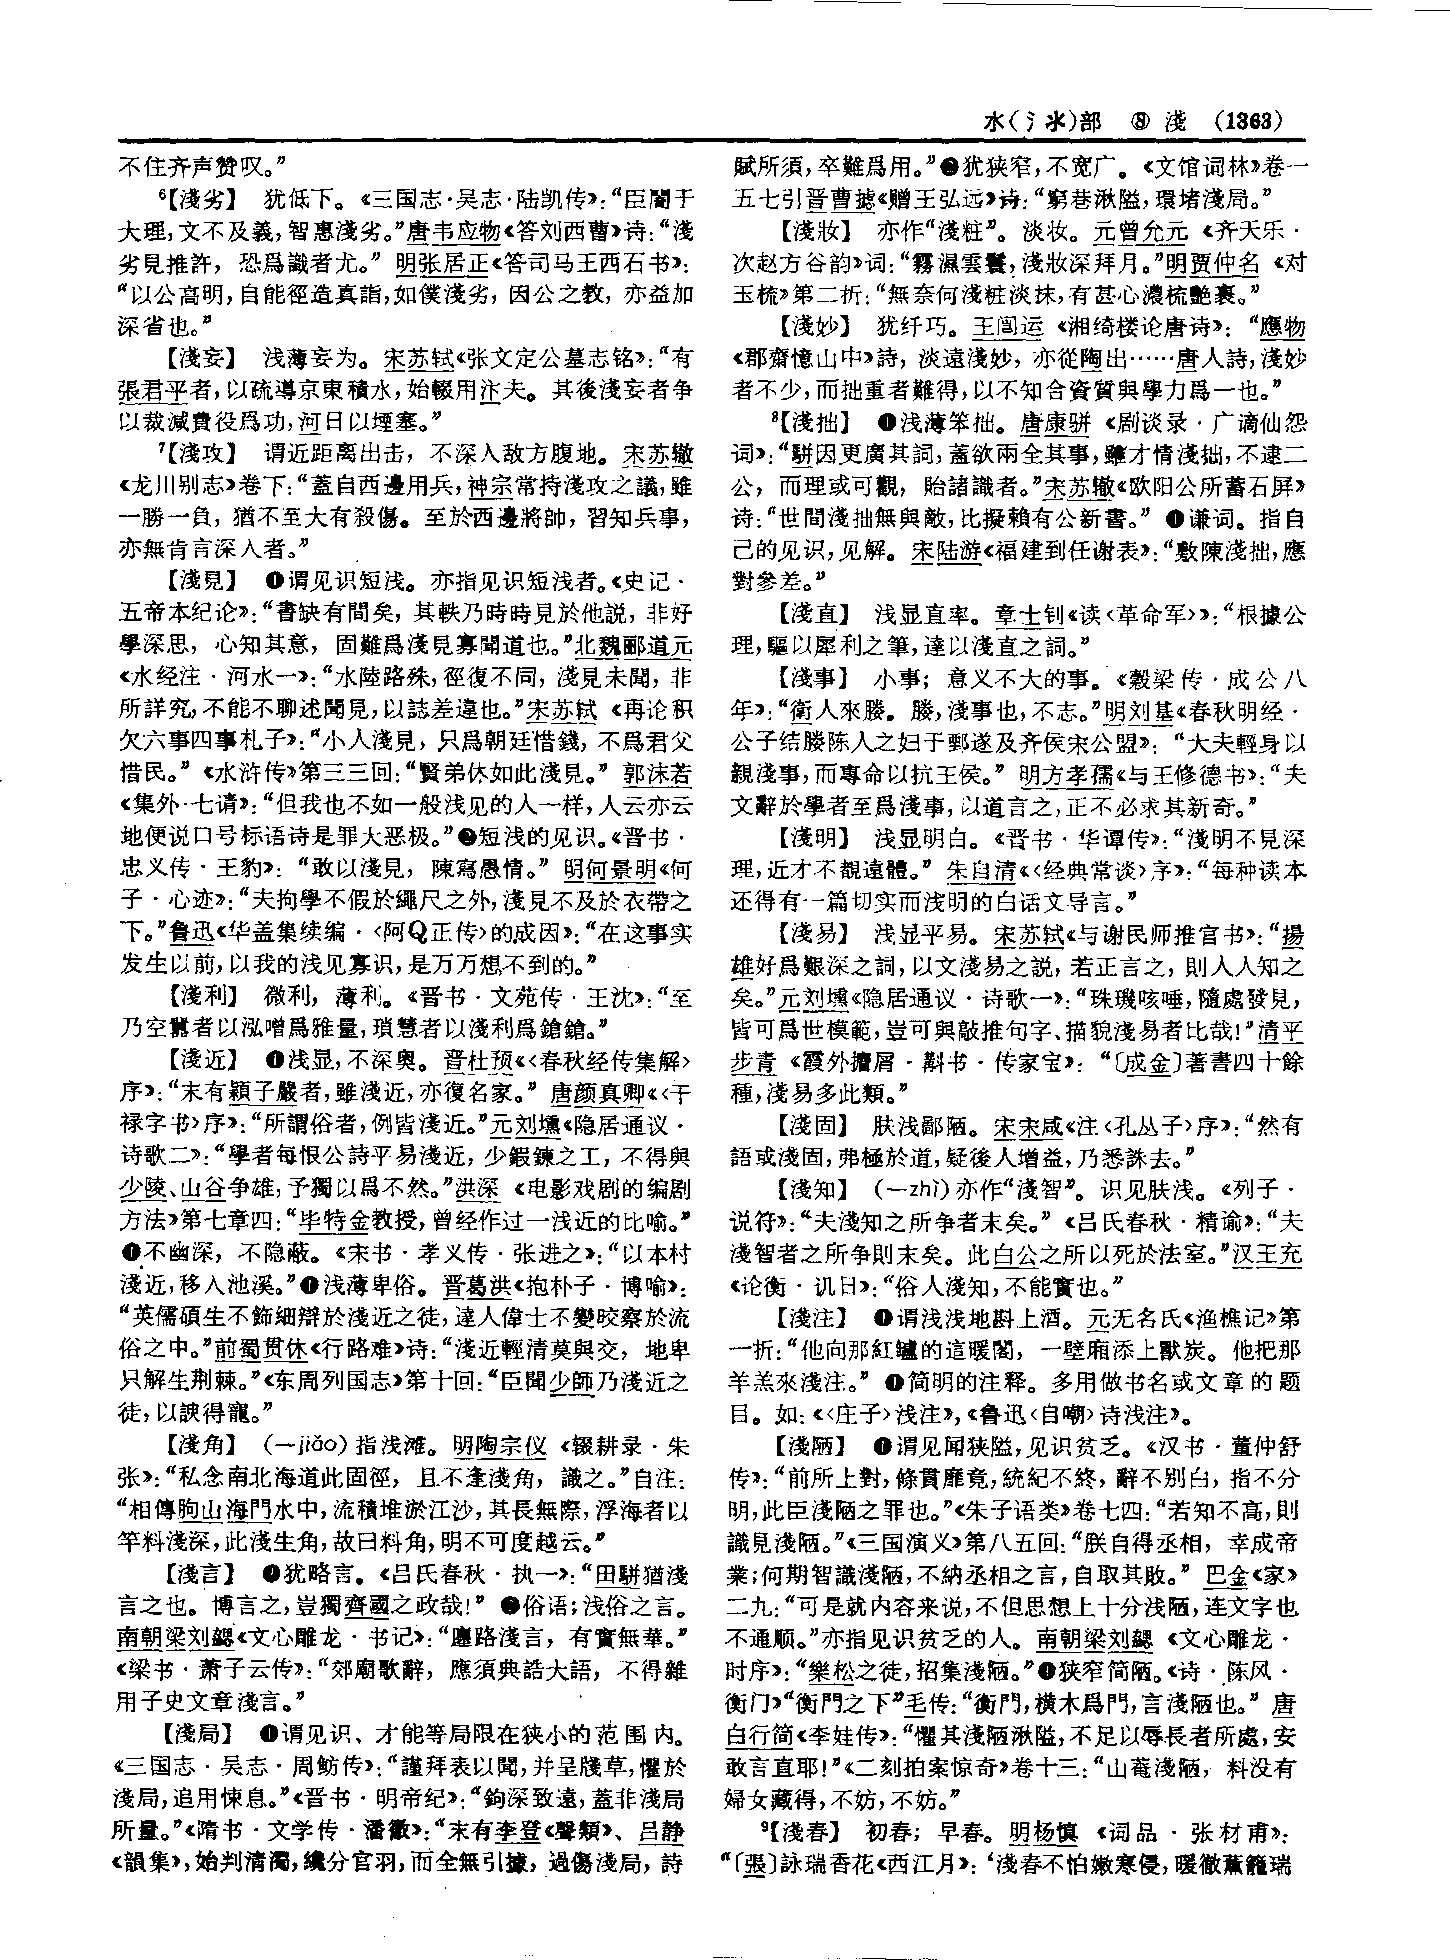 水(氵氺)部　⑧ 淺　(1363)
不住齐声赞叹。”
⁶【淺劣】　犹低下。《三国志·吴志·陆凯传》：“臣闇于
大理，文不及義，智惠淺劣。”唐韦应物《答刘西曹》诗：“淺
劣見推許，恐爲識者尤。”明张居正《答司马王西石书》：
“以公高明，自能徑造真詣，如僕淺劣，因公之教，亦益加
深省也。”
【淺妄】　浅薄妄为。宋苏轼《张文定公墓志铭》：“有
張君平者，以疏導京東積水，始輟用汴夫。其後淺妄者争
以裁減費役爲功，河日以堙塞。”
⁷【淺攻】　谓近距离出击，不深入敌方腹地。宋苏辙
《龙川别志》卷下：“蓋自西邊用兵，神宗常持淺攻之議，雖
一勝一負，猶不至大有殺傷。至於西邊將帥，習知兵事，
亦無肯言深入者。”
【淺見】　❶谓见识短浅。亦指见识短浅者。《史记·
五帝本纪论》：“書缺有間矣，其軼乃時時見於他説，非好
學深思，心知其意，固難爲淺見寡聞道也。”北魏郦道元
《水经注·河水一》：“水陸路殊，徑復不同，淺見未聞，非
所詳究，不能不聊述聞見，以誌差違也。”宋苏轼《再论积
欠六事四事札子》：“小人淺見，只爲朝廷惜錢，不爲君父
惜民。”《水浒传》第三三回：“賢弟休如此淺見。”郭沫若
《集外·七请》：“但我也不如一般浅见的人一样，人云亦云
地便说口号标语诗是罪大恶极。”❷短浅的见识。《晋书·
忠义传·王豹》：“敢以淺見，陳寫愚情。”明何景明《何
子·心迹》：“夫拘學不假於繩尺之外，淺見不及於衣帶之
下。”鲁迅《华盖集续编·〈阿Q正传〉的成因》：“在这事实
发生以前，以我的浅见寡识，是万万想不到的。”
【淺利】　微利，薄利。《晋书·文苑传·王沈》：“至
乃空嚚者以泓噌爲雅量，瑣慧者以淺利爲鎗鎗。”
【淺近】　❶浅显，不深奥。晋杜预《〈春秋经传集解〉
序》：“末有潁子嚴者，雖淺近，亦復名家。”唐颜真卿《〈干
禄字书〉序》：“所謂俗者，例皆淺近。”元刘壎《隐居通议·
诗歌二》：“學者每恨公詩平易淺近，少鍛鍊之工，不得與
少陵、山谷争雄，予獨以爲不然。”洪深《电影戏剧的编剧
方法》第七章四：“毕特金教授，曾经作过一浅近的比喻。”
❷不幽深，不隐蔽。《宋书·孝义传·张进之》：“以本村
淺近，移入池溪。”❸浅薄卑俗。晋葛洪《抱朴子·博喻》：
“英儒碩生不飾細辯於淺近之徒，達人偉士不變皎察於流
俗之中。”前蜀贯休《行路难》诗：“淺近輕清莫與交，地卑
只解生荆棘。”《东周列国志》第十回：“臣聞少師乃淺近之
徒，以諛得寵。”
【淺角】　(—jiǎo)指浅滩。明陶宗仪《辍耕录·朱
张》：“私念南北海道此固徑，且不逢淺角，識之。”自注：
“相傳朐山海門水中，流積堆淤江沙，其長無際，浮海者以
竿料淺深，此淺生角，故曰料角，明不可度越云。”
【淺言】　❶犹略言。《吕氏春秋·执一》：“田駢猶淺
言之也。博言之，豈獨齊國之政哉！”❷俗语；浅俗之言。
南朝梁刘勰《文心雕龙·书记》：“塵路淺言，有實無華。”
《梁书·萧子云传》：“郊廟歌辭，應須典誥大語，不得雜
用子史文章淺言。”
【淺局】　❶谓见识、才能等局限在狭小的范围内。
《三国志·吴志·周鲂传》：“謹拜表以聞，并呈牋草，懼於
淺局，追用悚息。”《晋书·明帝纪》：“鉤深致遠，蓋非淺局
所量。”《隋书·文学传·潘徽》：“末有李登《聲類》、吕静
《韻集》，始判清濁，纔分宫羽，而全無引據，過傷淺局，詩
賦所須，卒難爲用。”❷犹狭窄，不宽广。《文馆词林》卷一
五七引晋曹摅《赠王弘远》诗：“窮巷湫隘，環堵淺局。”
【淺妝】　亦作“淺粧”。淡妆。元曾允元《齐天乐·
次赵方谷韵》词：“霧濕雲鬟，淺妝深拜月。”明贾仲名《对
玉梳》第二折：“無奈何淺粧淡抹，有甚心濃梳艷裹。”
【淺妙】　犹纤巧。王闿运《湘绮楼论唐诗》：“應物
《郡齋憶山中》詩，淡遠淺妙，亦從陶出……唐人詩，淺妙
者不少，而拙重者難得，以不知合資質與學力爲一也。”
⁸【淺拙】　❶浅薄笨拙。唐康骈《剧谈录·广谪仙怨
词》：“駢因更廣其詞，蓋欲兩全其事，雖才情淺拙，不逮二
公，而理或可觀，貽諸識者。”宋苏辙《欧阳公所蓄石屏》
诗：“世間淺拙無與敵，比擬賴有公新書。”❷谦词。指自
己的见识，见解。宋陆游《福建到任谢表》：“敷陳淺拙，應
對參差。”
【淺直】　浅显直率。章士钊《读〈革命军〉》：“根據公
理，驅以犀利之筆，達以淺直之詞。”
【淺事】　小事；意义不大的事。《穀梁传·成公八
年》：“衛人來媵。媵，淺事也，不志。”明刘基《春秋明经·
公子结媵陈人之妇于鄄遂及齐侯宋公盟》：“大夫輕身以
親淺事，而專命以抗王侯。”明方孝孺《与王修德书》：“夫
文辭於學者至爲淺事，以道言之，正不必求其新奇。”
【淺明】　浅显明白。《晋书·华谭传》：“淺明不見深
理，近才不覩遠體。”朱自清《〈经典常谈〉序》：“每种读本
还得有一篇切实而浅明的白话文导言。”
【淺易】　浅显平易。宋苏轼《与谢民师推官书》：“揚
雄好爲艱深之詞，以文淺易之説，若正言之，則人人知之
矣。”元刘壎《隐居通议·诗歌一》：“珠璣咳唾，隨處發見，
皆可爲世模範，豈可與敲推句字、描貌淺易者比哉！”清平
步青《霞外攟屑·斠书·传家宝》：“〔成金〕著書四十餘
種，淺易多此類。”
【淺固】　肤浅鄙陋。宋宋咸《注〈孔丛子〉序》：“然有
語或淺固，弗極於道，疑後人增益，乃悉誅去。”
【淺知】　(—zhì)亦作“淺智”。识见肤浅。《列子·
说符》：“夫淺知之所争者末矣。”《吕氏春秋·精谕》：“夫
淺智者之所争則末矣。此白公之所以死於法室。”汉王充
《论衡·讥日》：“俗人淺知，不能實也。”
【淺注】　❶谓浅浅地斟上酒。元无名氏《渔樵记》第
一折：“他向那紅罏的這暖閣，一壁廂添上獸炭。他把那
羊羔來淺注。”❷简明的注释。多用做书名或文章的题
目。如：《〈庄子〉浅注》，《鲁迅〈自嘲〉诗浅注》。
【淺陋】　❶谓见闻狭隘，见识贫乏。《汉书·董仲舒
传》：“前所上對，條貫靡竟，統紀不終，辭不别白，指不分
明，此臣淺陋之罪也。”《朱子语类》卷七四：“若知不高，則
識見淺陋。”《三国演义》第八五回：“朕自得丞相，幸成帝
業；何期智識淺陋，不納丞相之言，自取其敗。”巴金《家》
二九：“可是就内容来说，不但思想上十分浅陋，连文字也
不通顺。”亦指见识贫乏的人。南朝梁刘勰《文心雕龙·
时序》：“樂松之徒，招集淺陋。”❷狭窄简陋。《诗·陈风·
衡门》“衡門之下”毛传：“衡門，横木爲門，言淺陋也。”唐
白行简《李娃传》：“懼其淺陋湫隘，不足以辱長者所處，安
敢言直耶！”《二刻拍案惊奇》卷十三：“山菴淺陋，料没有
婦女藏得，不妨，不妨。”
⁹【淺春】　初春；早春。明杨慎《词品·张材甫》：
“〔張〕詠瑞香花《西江月》：‘淺春不怕嫩寒侵，暖徹薰籠瑞